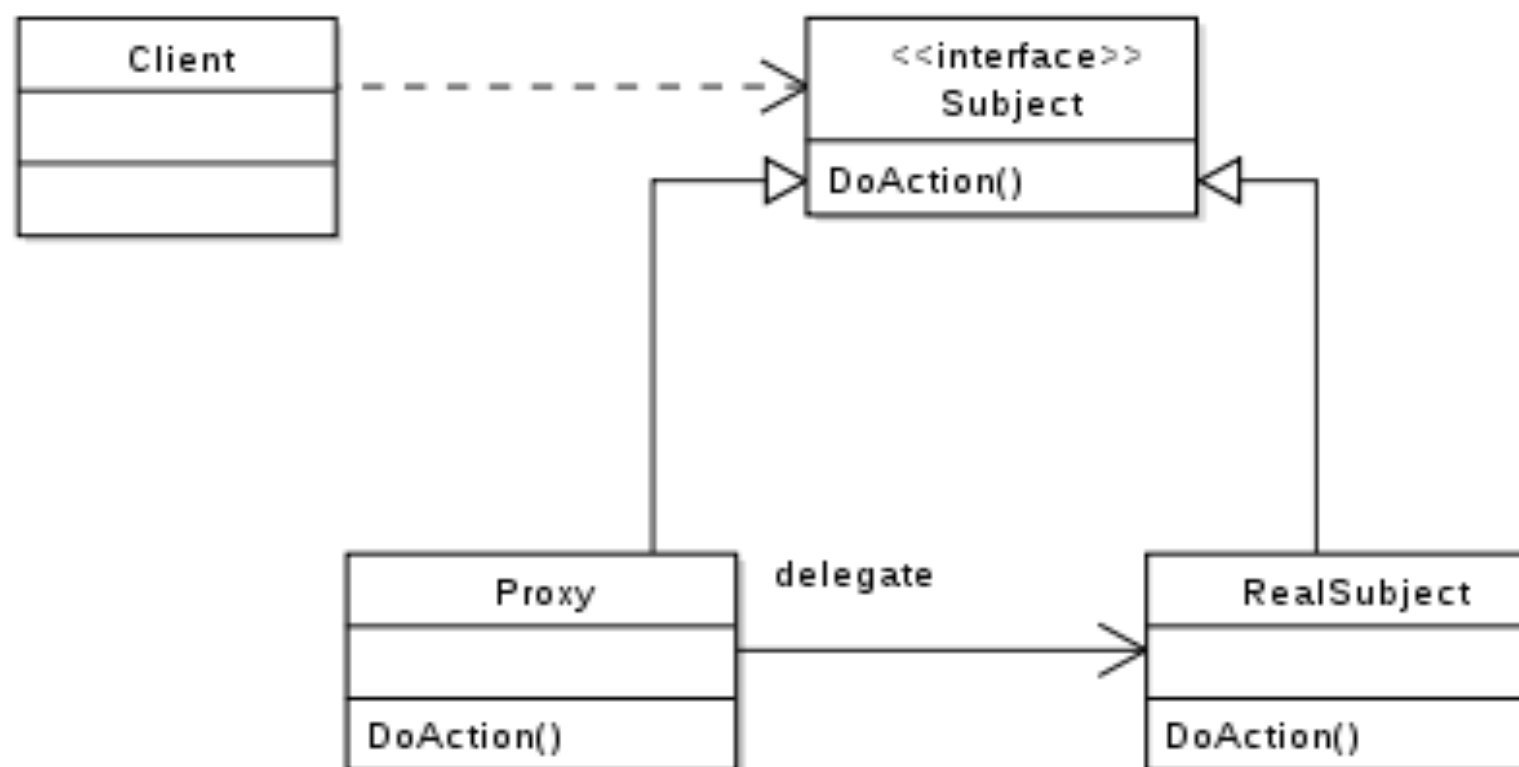 Client
<<interface>>
Subject
DoAction()
Proxy
delegate
RealSubject
DoAction()
DoAction()